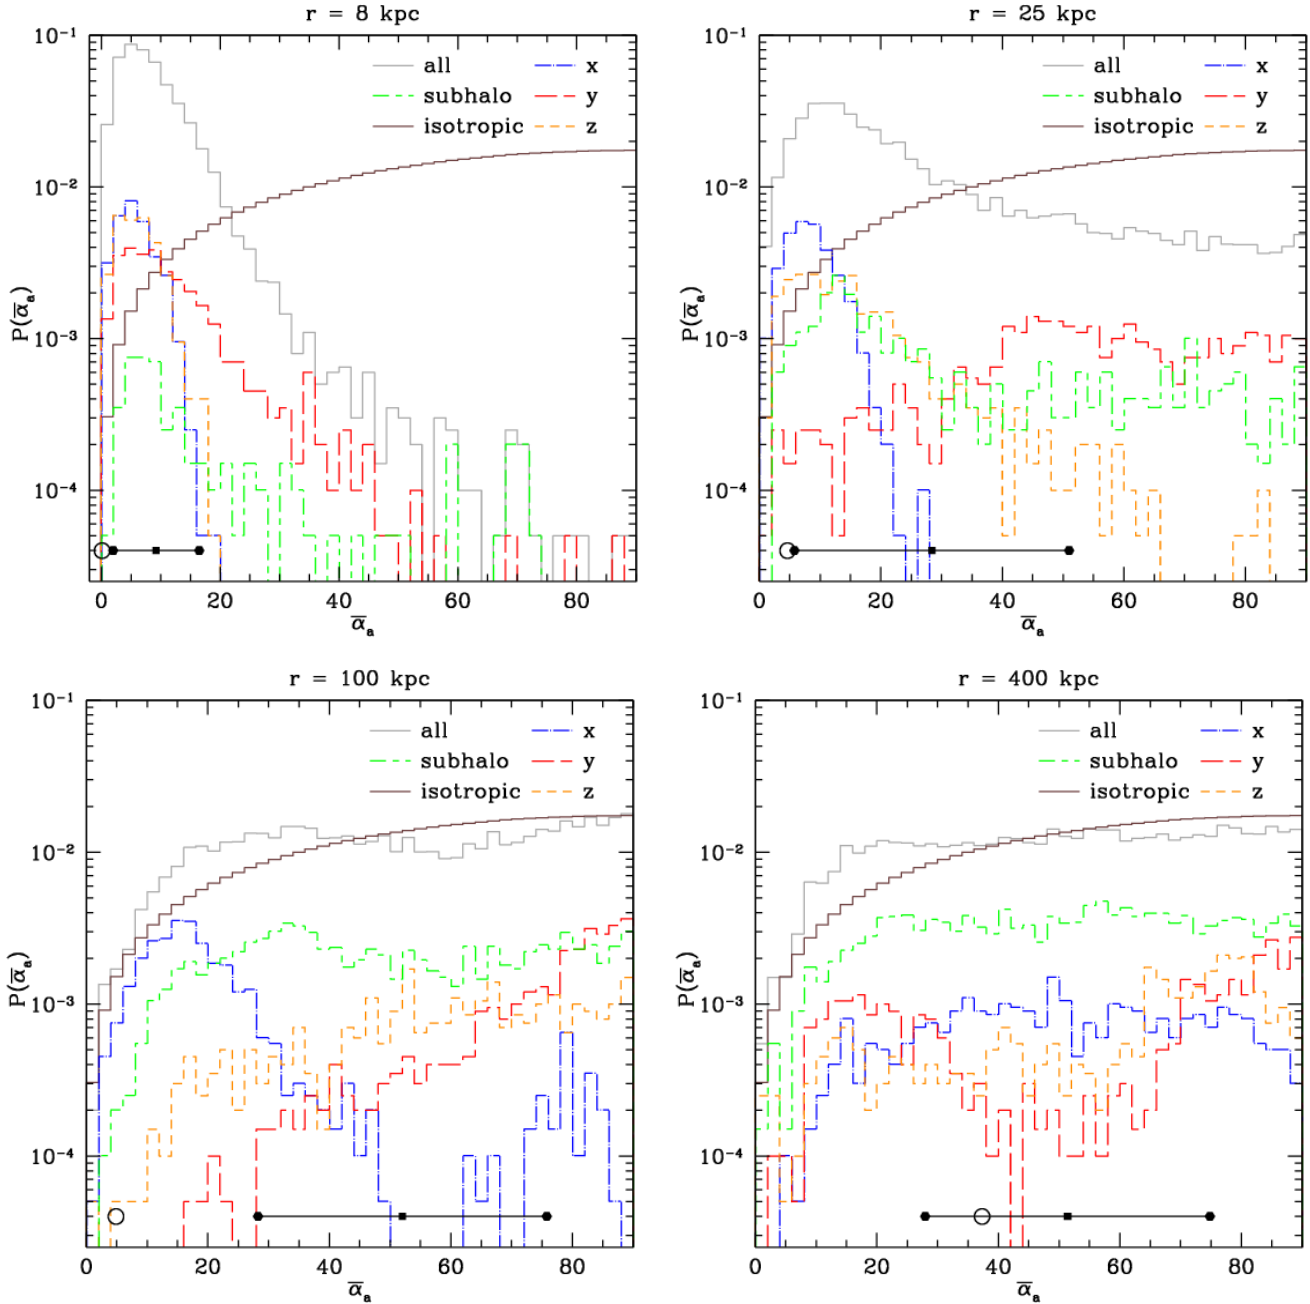 r = 8 kpc
10⁻¹
all
x
subhalo
y
isotropic
z
10⁻²
P(ᾱₐ)
10⁻³
10⁻⁴
0 20 40 60 80
ᾱₐ
r = 25 kpc
10⁻¹
all
x
subhalo
y
isotropic
z
10⁻²
P(ᾱₐ)
10⁻³
10⁻⁴
0 20 40 60 80
ᾱₐ
r = 100 kpc
10⁻¹
all
x
subhalo
y
isotropic
z
10⁻²
P(ᾱₐ)
10⁻³
10⁻⁴
0 20 40 60 80
ᾱₐ
r = 400 kpc
10⁻¹
all
x
subhalo
y
isotropic
z
10⁻²
P(ᾱₐ)
10⁻³
10⁻⁴
0 20 40 60 80
ᾱₐ